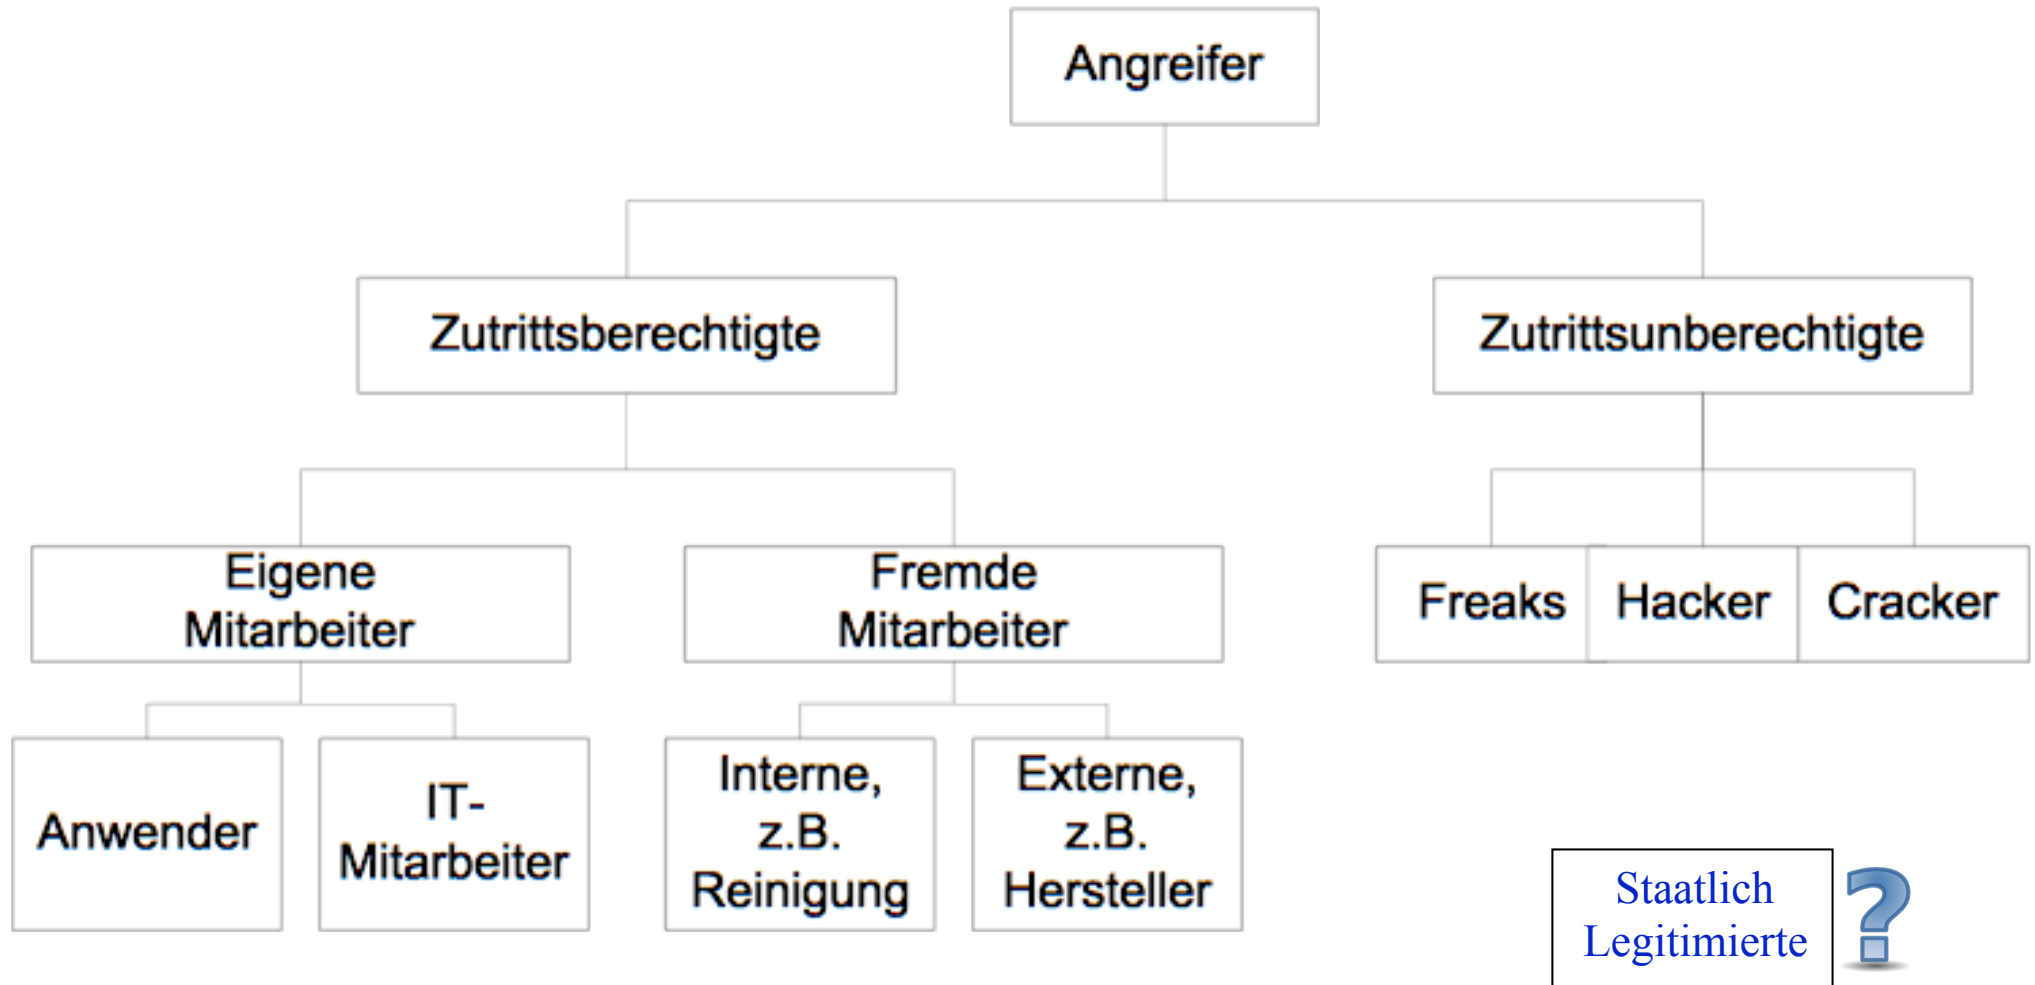 Angreifer
Zutrittsberechtigte
Zutrittsunberechtigte
Eigene
Mitarbeiter
Fremde
Mitarbeiter
Freaks
Hacker
Cracker
Anwender
IT-
Mitarbeiter
Interne,
z.B.
Reinigung
Externe,
z.B.
Hersteller
Staatlich
Legitimierte
?